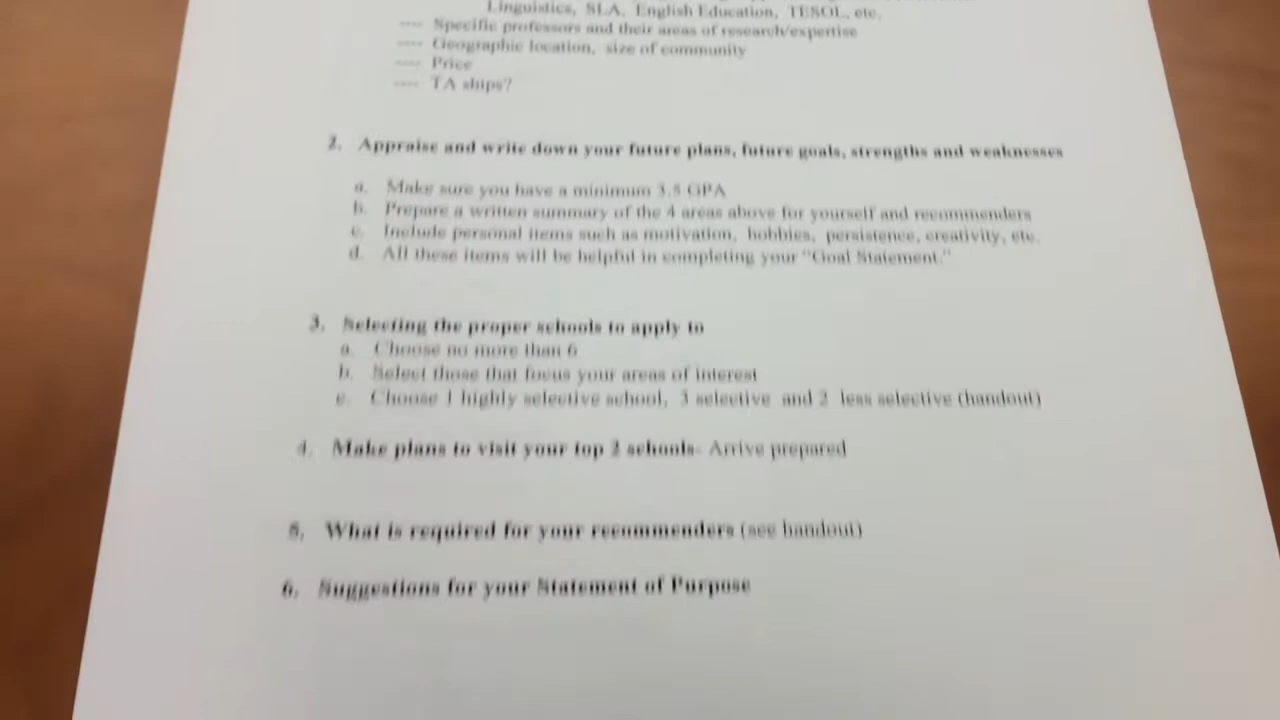 Linguistics, SLA, English Education, TESOL, etc.
---- Specific professors and their areas of research/expertise
---- Geographic location, size of community
---- Price
---- TA ships?
2. Appraise and write down your future plans, future goals, strengths and weaknesses
a. Make sure you have a minimum 3.5 GPA
b. Prepare a written summary of the 4 areas above for yourself and recommenders
c. Include personal items such as motivation, hobbies, persistence, creativity, etc.
d. All these items will be helpful in completing your "Goal Statement."
3. Selecting the proper schools to apply to
a. Choose no more than 6
b. Select those that focus your areas of interest
c. Choose 1 highly selective school, 3 selective and 2 less selective (handout)
4. Make plans to visit your top 2 schools- Arrive prepared
5. What is required for your recommenders (see handout)
6. Suggestions for your Statement of Purpose